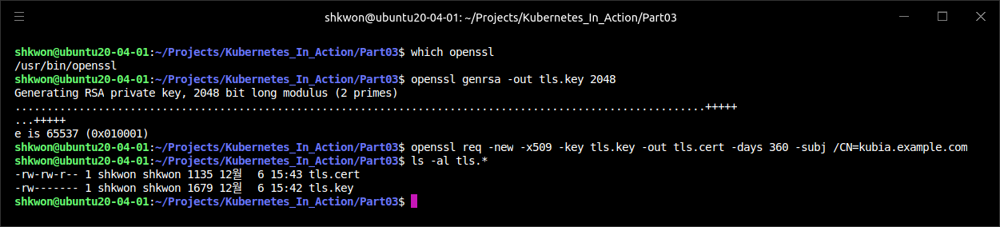 shkwon@ubuntu20-04-01: ~/Projects/Kubernetes_In_Action/Part03
shkwon@ubuntu20-04-01:~/Projects/Kubernetes_In_Action/Part03$ which openssl
/usr/bin/openssl
shkwon@ubuntu20-04-01:~/Projects/Kubernetes_In_Action/Part03$ openssl genrsa -out tls.key 2048
Generating RSA private key, 2048 bit long modulus (2 primes)
............................................................................................................+++++
...+++++
e is 65537 (0x010001)
shkwon@ubuntu20-04-01:~/Projects/Kubernetes_In_Action/Part03$ openssl req -new -x509 -key tls.key -out tls.cert -days 360 -subj /CN=kubia.example.com
shkwon@ubuntu20-04-01:~/Projects/Kubernetes_In_Action/Part03$ ls -al tls.*
-rw-rw-r-- 1 shkwon shkwon 1135 12월  6 15:43 tls.cert
-rw------- 1 shkwon shkwon 1679 12월  6 15:42 tls.key
shkwon@ubuntu20-04-01:~/Projects/Kubernetes_In_Action/Part03$